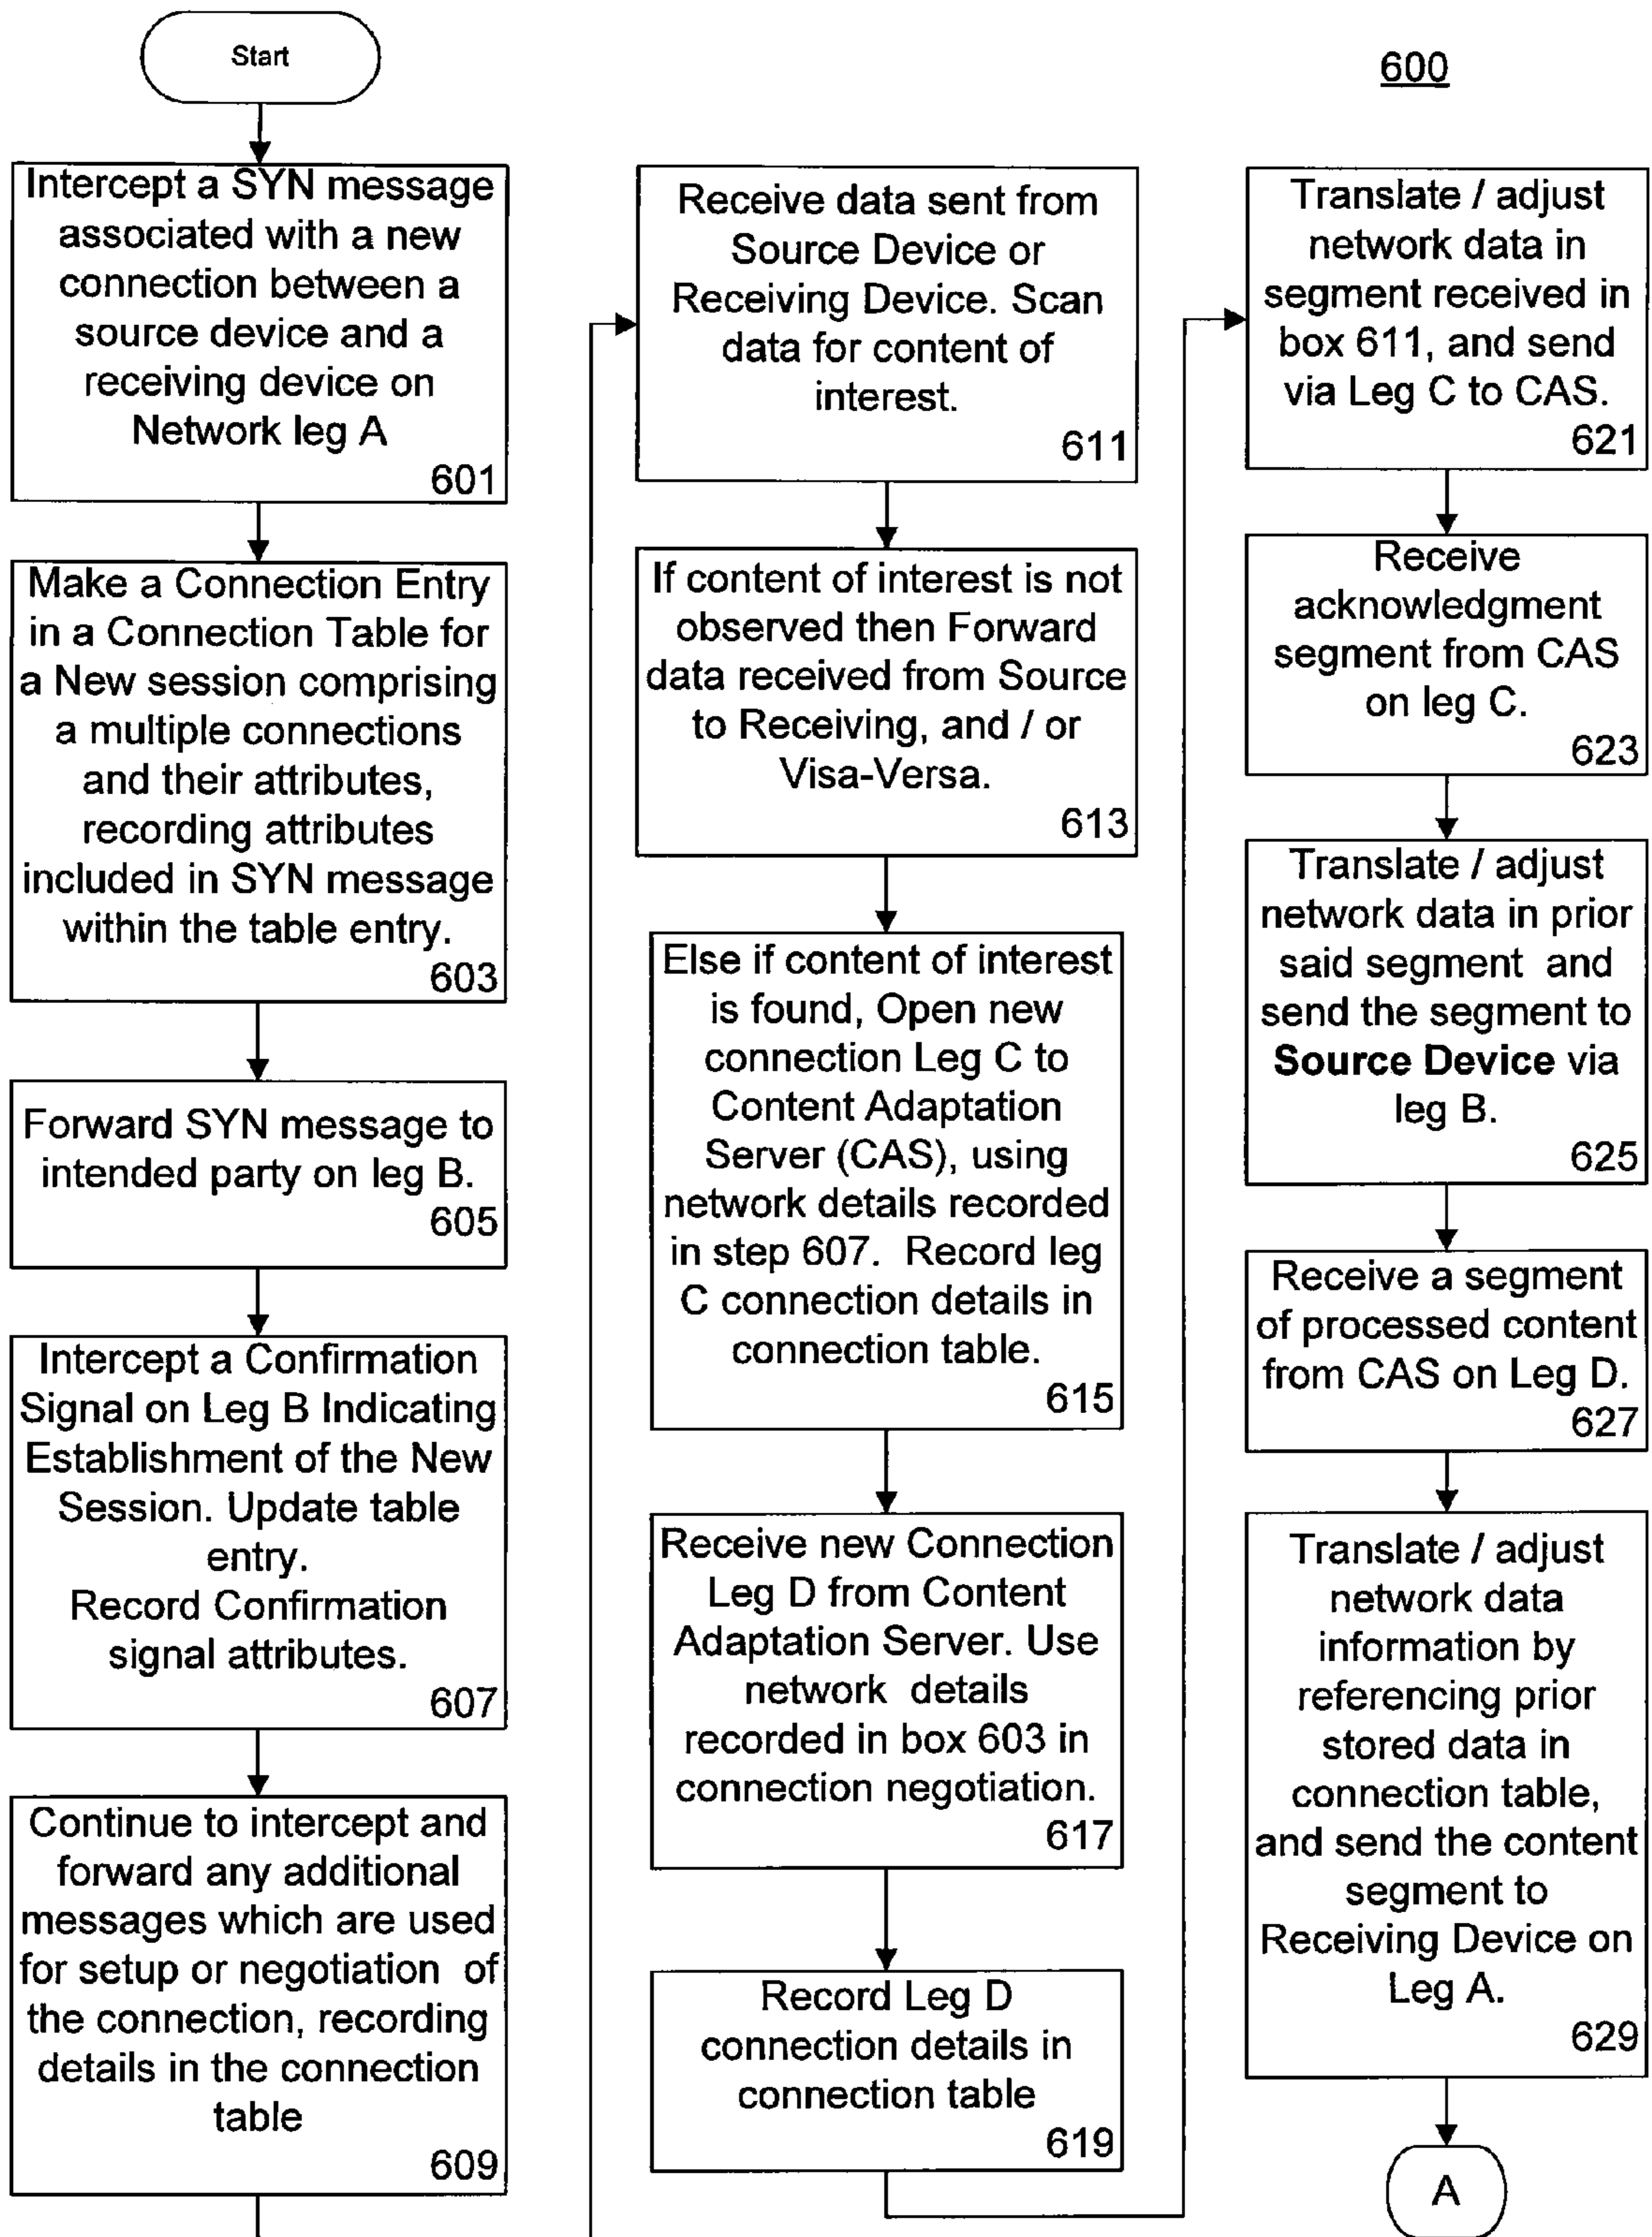 Start
600
Intercept a SYN message
associated with a new
connection between a
source device and a
receiving device on
Network leg A
601
Make a Connection Entry
in a Connection Table for
a New session comprising
a multiple connections
and their attributes,
recording attributes
included in SYN message
within the table entry.
603
Forward SYN message to
intended party on leg B.
605
Intercept a Confirmation
Signal on Leg B Indicating
Establishment of the New
Session. Update table
entry.
Record Confirmation
signal attributes.
607
Continue to intercept and
forward any additional
messages which are used
for setup or negotiation of
the connection, recording
details in the connection
table
609
Receive data sent from
Source Device or
Receiving Device. Scan
data for content of
interest.
611
If content of interest is not
observed then Forward
data received from Source
to Receiving, and / or
Visa-Versa.
613
Else if content of interest
is found, Open new
connection Leg C to
Content Adaptation
Server (CAS), using
network details recorded
in step 607. Record leg
C connection details in
connection table.
615
Receive new Connection
Leg D from Content
Adaptation Server. Use
network details
recorded in box 603 in
connection negotiation.
617
Record Leg D
connection details in
connection table
619
Translate / adjust
network data in
segment received in
box 611, and send
via Leg C to CAS.
621
Receive
acknowledgment
segment from CAS
on leg C.
623
Translate / adjust
network data in prior
said segment and
send the segment to
Source Device via
leg B.
625
Receive a segment
of processed content
from CAS on Leg D.
627
Translate / adjust
network data
information by
referencing prior
stored data in
connection table,
and send the content
segment to
Receiving Device on
Leg A.
629
A